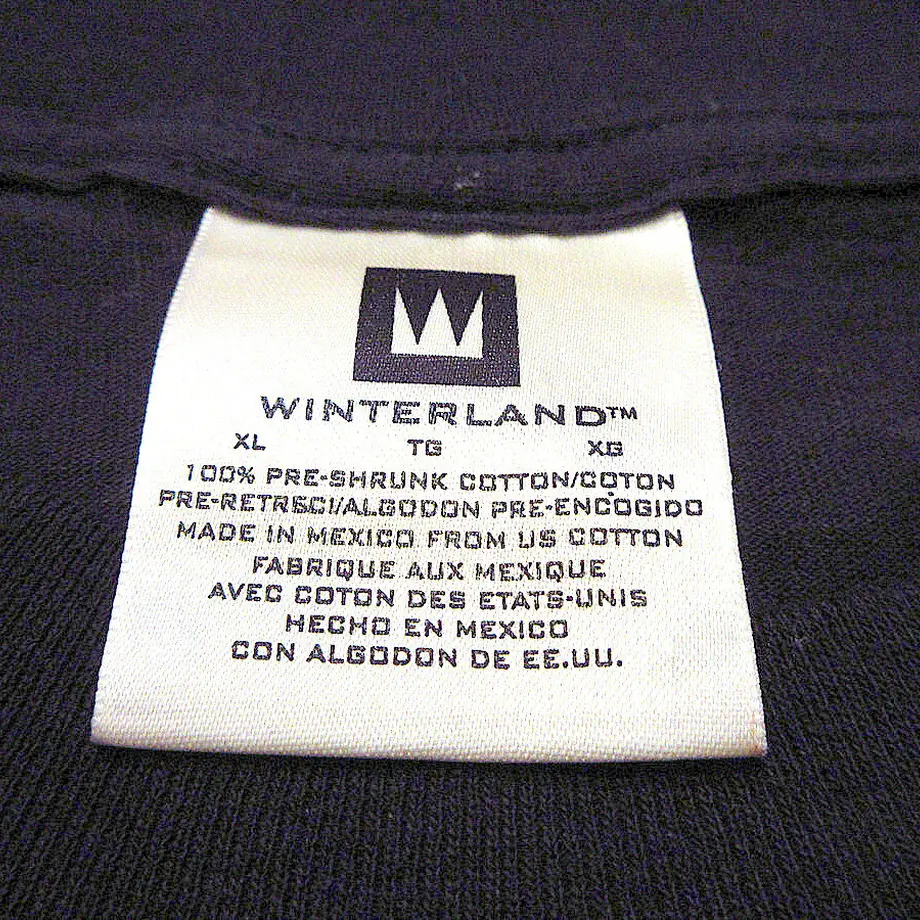 WINTERLAND™
XL TG XG
100% PRE-SHRUNK COTTON/COTON
PRE-RETRECI/ALGODON PRE-ENCOGIDO
MADE IN MEXICO FROM US COTTON
FABRIQUE AUX MEXIQUE
AVEC COTON DES ETATS-UNIS
HECHO EN MEXICO
CON ALGODON DE EE.UU.